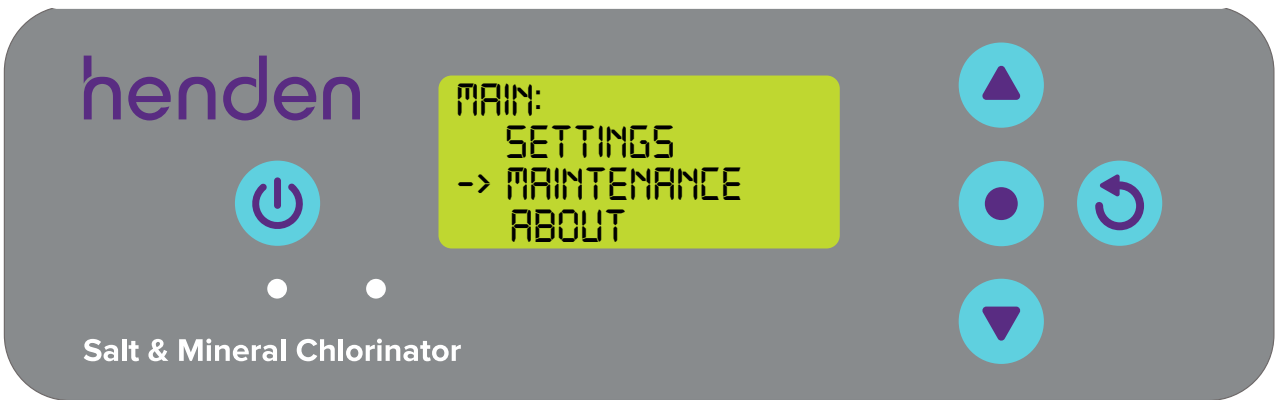 henden
MAIN:
SETTINGS
-> MAINTENANCE
ABOUT
Salt & Mineral Chlorinator